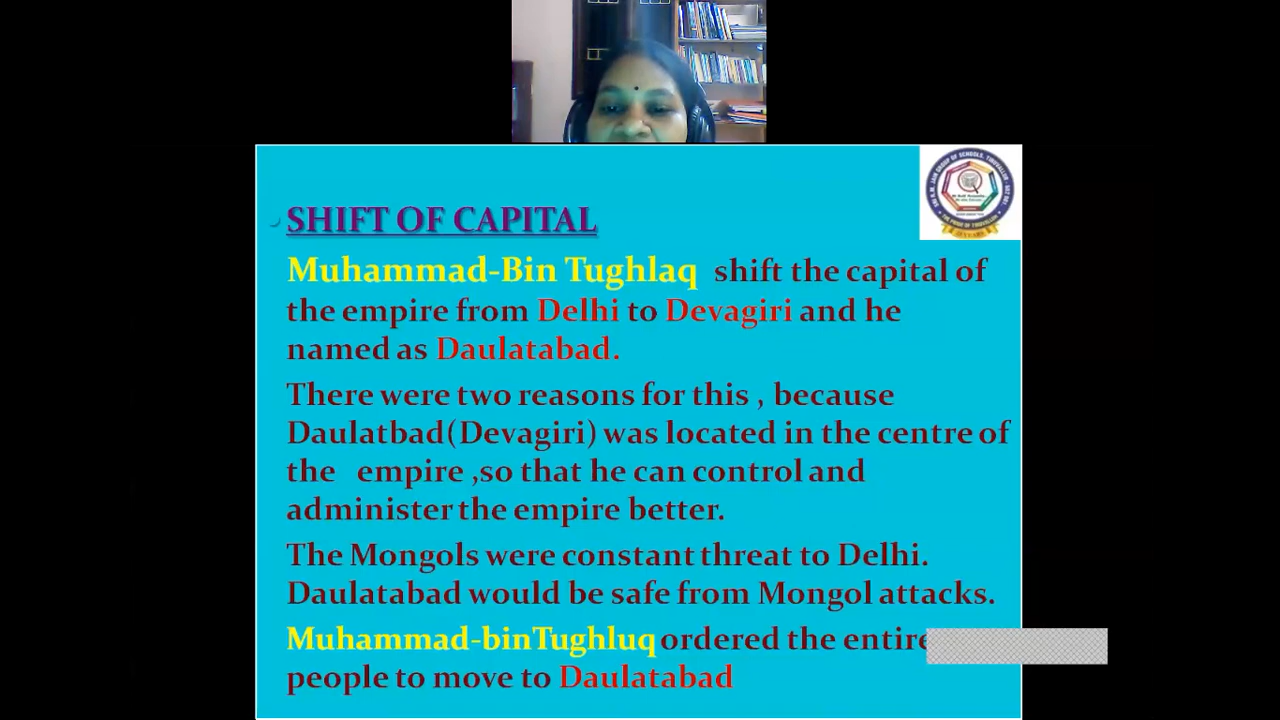 SHIFT OF CAPITAL
Muhammad-Bin Tughlaq shift the capital of
the empire from Delhi to Devagiri and he
named as Daulatabad.
There were two reasons for this , because
Daulatbad(Devagiri) was located in the centre of
the empire ,so that he can control and
administer the empire better.
The Mongols were constant threat to Delhi.
Daulatabad would be safe from Mongol attacks.
Muhammad-binTughluq ordered the entire
people to move to Daulatabad